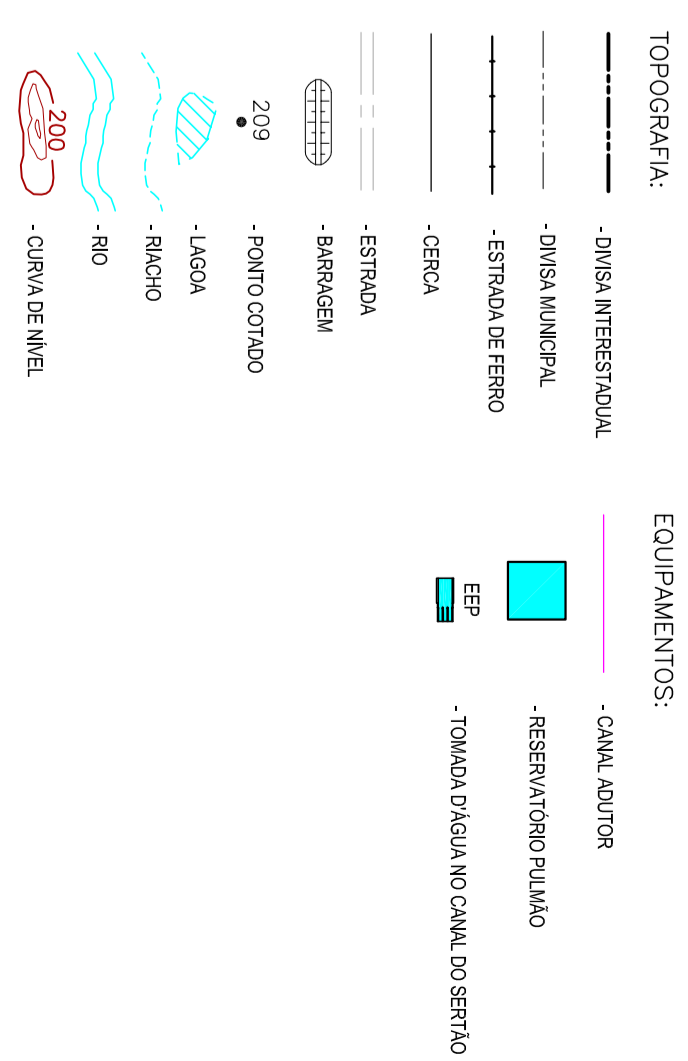 TOPOGRAFIA:
- DIVISA INTERESTADUAL
- DIVISA MUNICIPAL
- ESTRADA DE FERRO
- CERCA
- ESTRADA
- BARRAGEM
209
- PONTO COTADO
- LAGOA
- RIACHO
- RIO
200
- CURVA DE NÍVEL
EQUIPAMENTOS:
- CANAL ADUTOR
- RESERVATÓRIO PULMÃO
EEP
- TOMADA D'ÁGUA NO CANAL DO SERTÃO